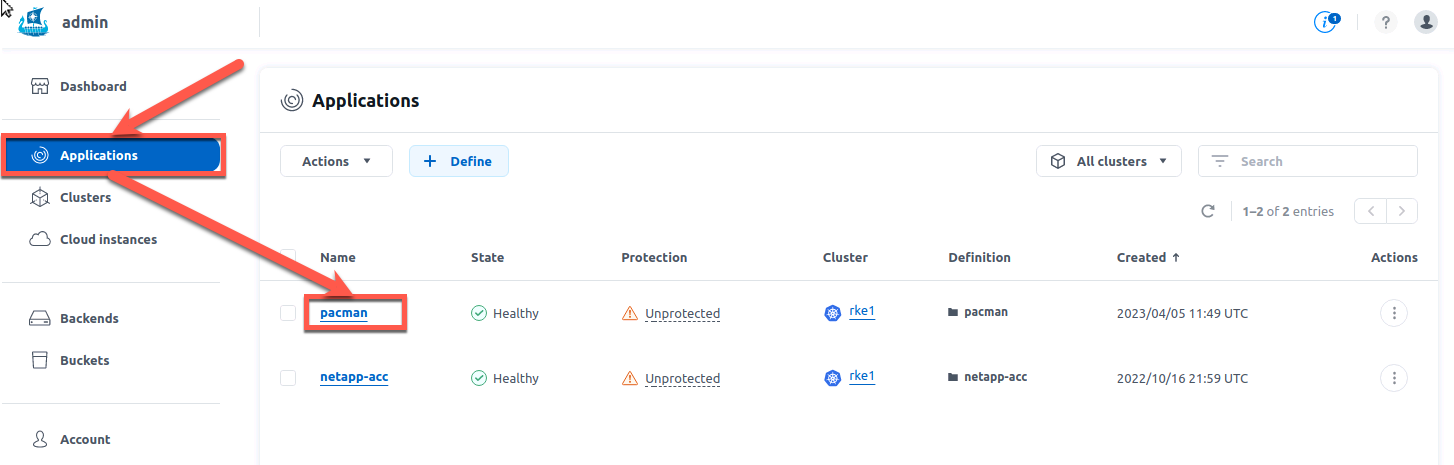 admin
1
?
Dashboard
Applications
Clusters
Cloud instances
Backends
Buckets
Account
Applications
Actions
+ Define
All clusters
Search
1–2 of 2 entries
Name State Protection Cluster Definition Created ↑ Actions
pacman Healthy Unprotected rke1 pacman 2023/04/05 11:49 UTC
netapp-acc Healthy Unprotected rke1 netapp-acc 2022/10/16 21:59 UTC